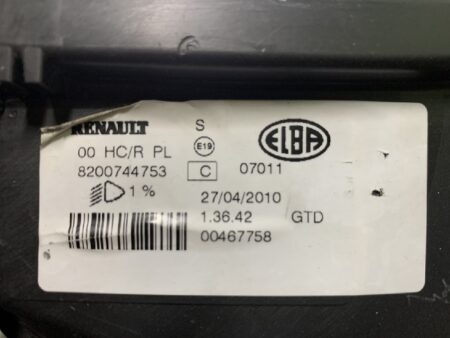 RENAULT S ELBA
00 HC/R PL E19
8200744753 C 07011
1 % 27/04/2010
1.36.42 GTD
00467758